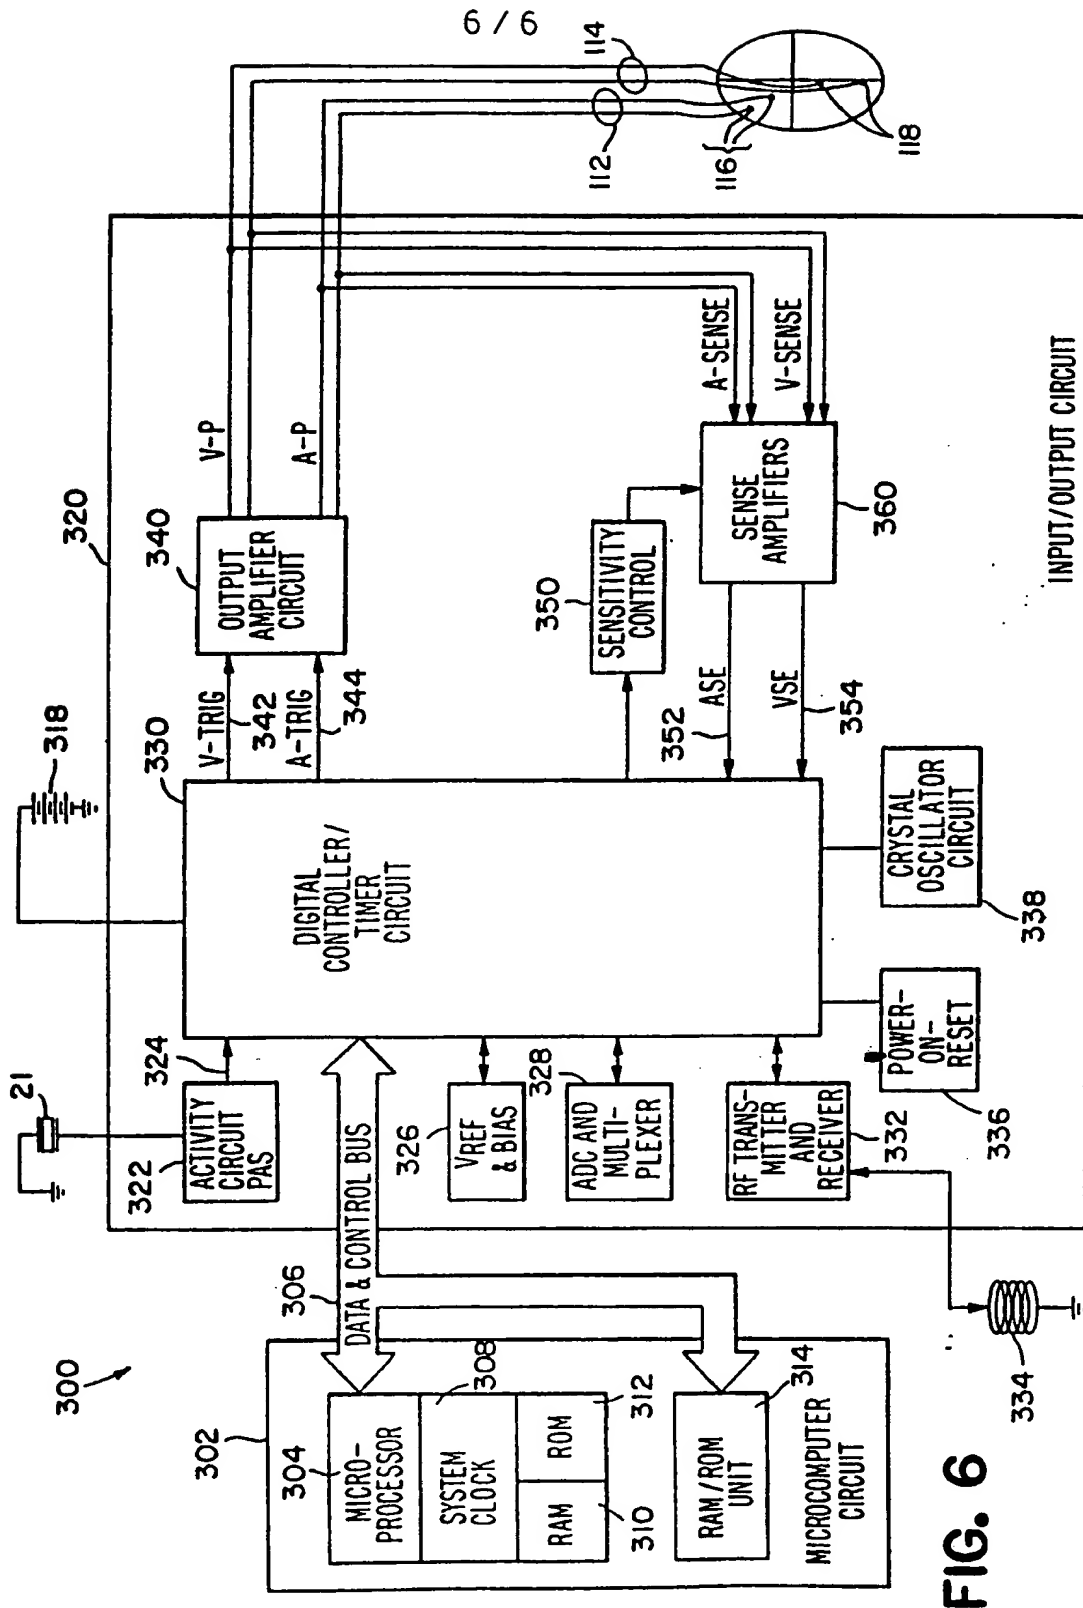 6/6
FIG. 6
300
302
304
MICRO-
PROCESSOR
SYSTEM
CLOCK
308
RAM
ROM
310
312
RAM/ROM
UNIT
314
MICROCOMPUTER
CIRCUIT
306
DATA & CONTROL BUS
21
322
ACTIVITY
CIRCUIT
PAS
324
326
VREF
& BIAS
328
ADC AND
MULTI-
PLEXER
RF TRANS-
MITTER
AND
RECEIVER
332
334
POWER-
ON-
RESET
336
CRYSTAL
OSCILLATOR
CIRCUIT
338
318
330
DIGITAL
CONTROLLER/
TIMER
CIRCUIT
320
V-TRIG
342
A-TRIG
344
340
OUTPUT
AMPLIFIER
CIRCUIT
V-P
A-P
350
SENSITIVITY
CONTROL
352
ASE
VSE
354
SENSE
AMPLIFIERS
360
A-SENSE
V-SENSE
INPUT/OUTPUT CIRCUIT
112
114
116
118